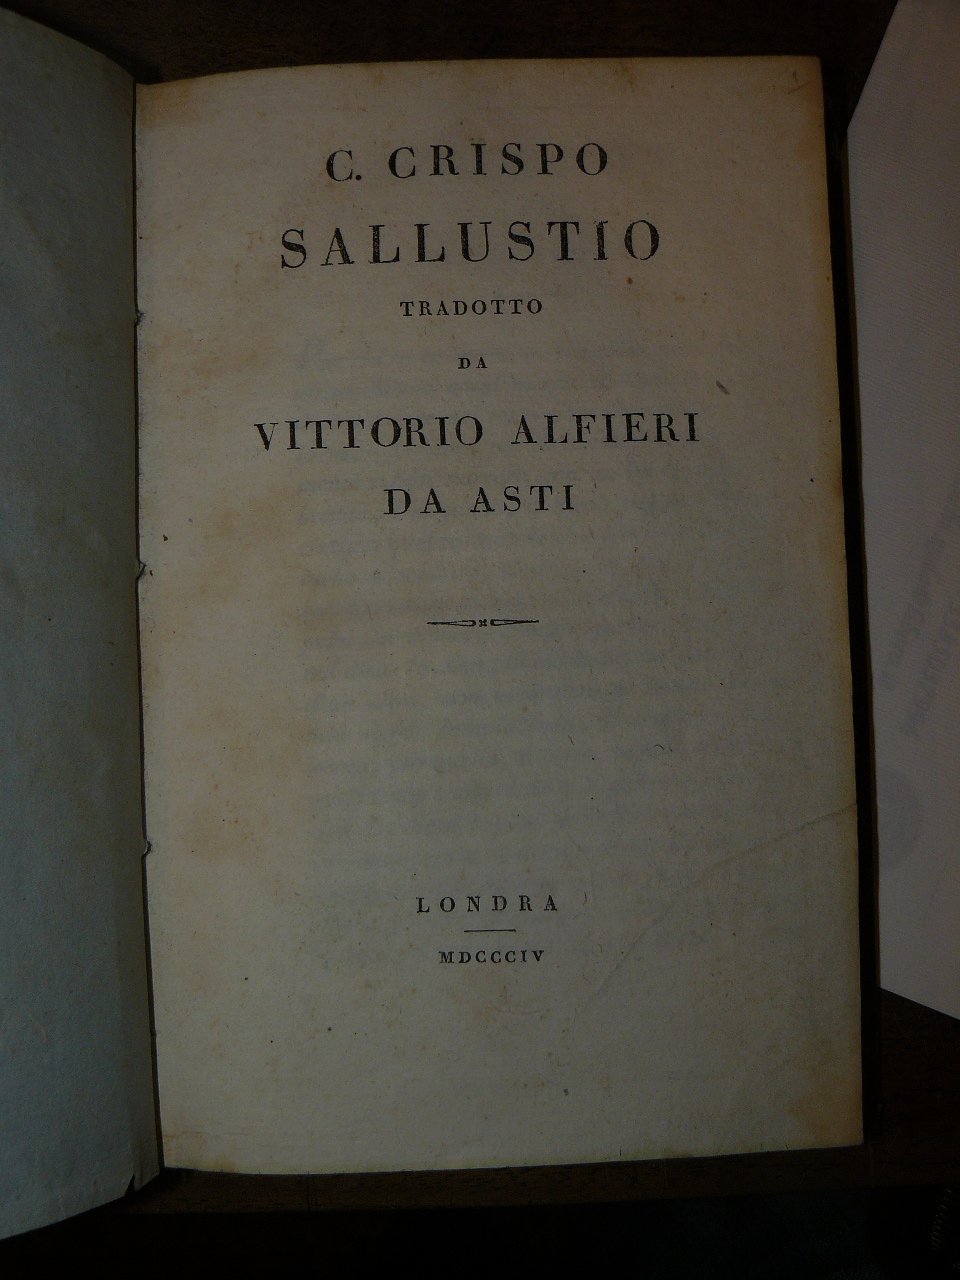 C. CRISPO
SALLUSTIO
TRADOTTO
DA
VITTORIO ALFIERI
DA ASTI
LONDRA
MDCCCIV